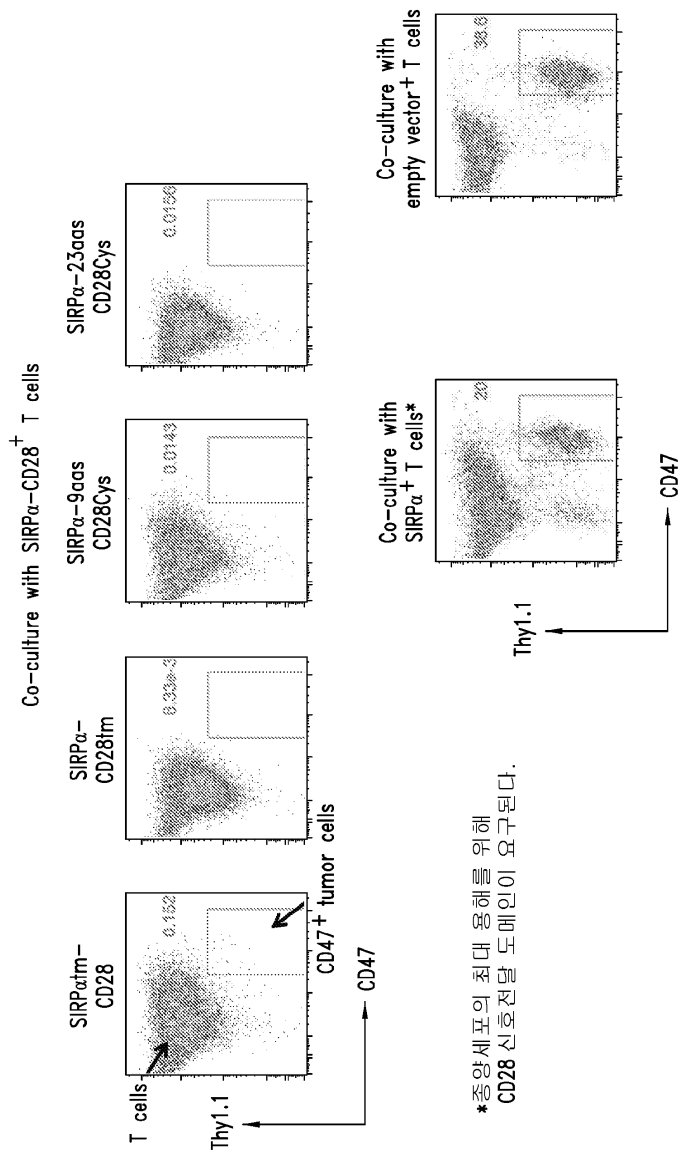 Co-culture with SIRPα-CD28⁺ T cells
SIRPαtm-
CD28
SIRPα-
CD28tm
SIRPα-9aas
CD28Cys
SIRPα-23aas
CD28Cys
T cells
0.152
0.0143
CD47⁺ tumor cells
Thy1.1
CD47
Co-culture with
SIRPα⁺ T cells*
Co-culture with
empty vector⁺ T cells
20
38.6
Thy1.1
CD47
*종양세포의 최대 용해를 위해
CD28 신호전달 도메인이 요구된다.